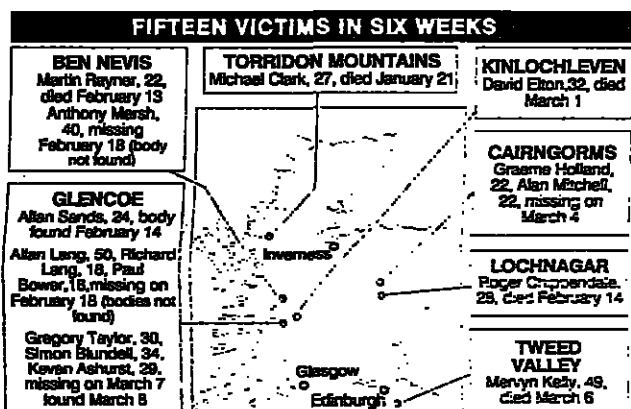 FIFTEEN VICTIMS IN SIX WEEKS
BEN NEVIS
Martin Rayner, 22,
died February 13
Anthony Mersh,
40, missing
February 18 (body
not found)
TORRIDON MOUNTAINS
Michael Clark, 27, died January 21
KINLOCHLEVEN
David Elton,32, died
March 1
CAIRNGORMS
Graeme Holland,
22, Alan Mitchell,
22, missing on
March 4
GLENCOE
Allan Sands, 24, body
found February 14
Allan Lang, 50, Richard
Lang, 18, Paul
Bower,18,missing on
February 18 (bodies not
found)
Gregory Taylor, 30,
Simon Blundell, 34,
Keven Ashurst, 29,
missing on March 7
found March 8
LOCHNAGAR
Roger
29, died February 14
TWEED
VALLEY
Mervyn Kelly, 49,
died March 6
Inverness
Glasgow
Edinburgh